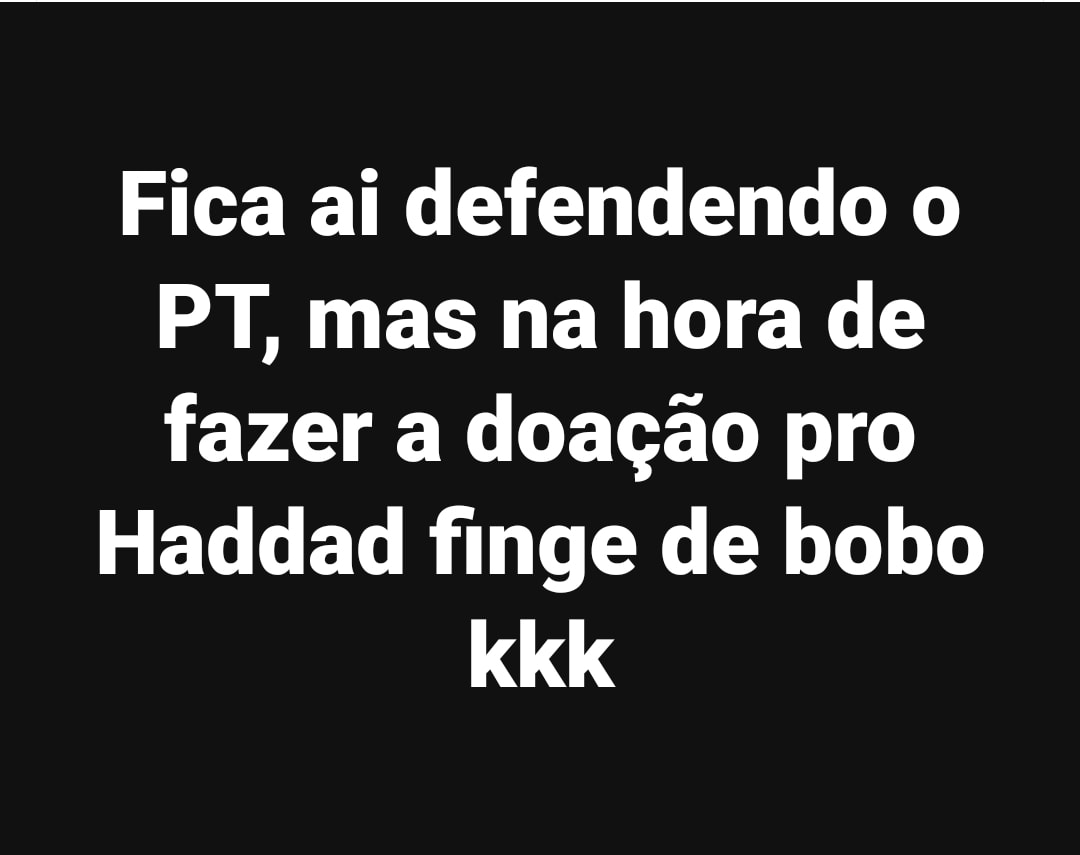 Fica ai defendendo o
PT, mas na hora de
fazer a doação pro
Haddad finge de bobo
kkk